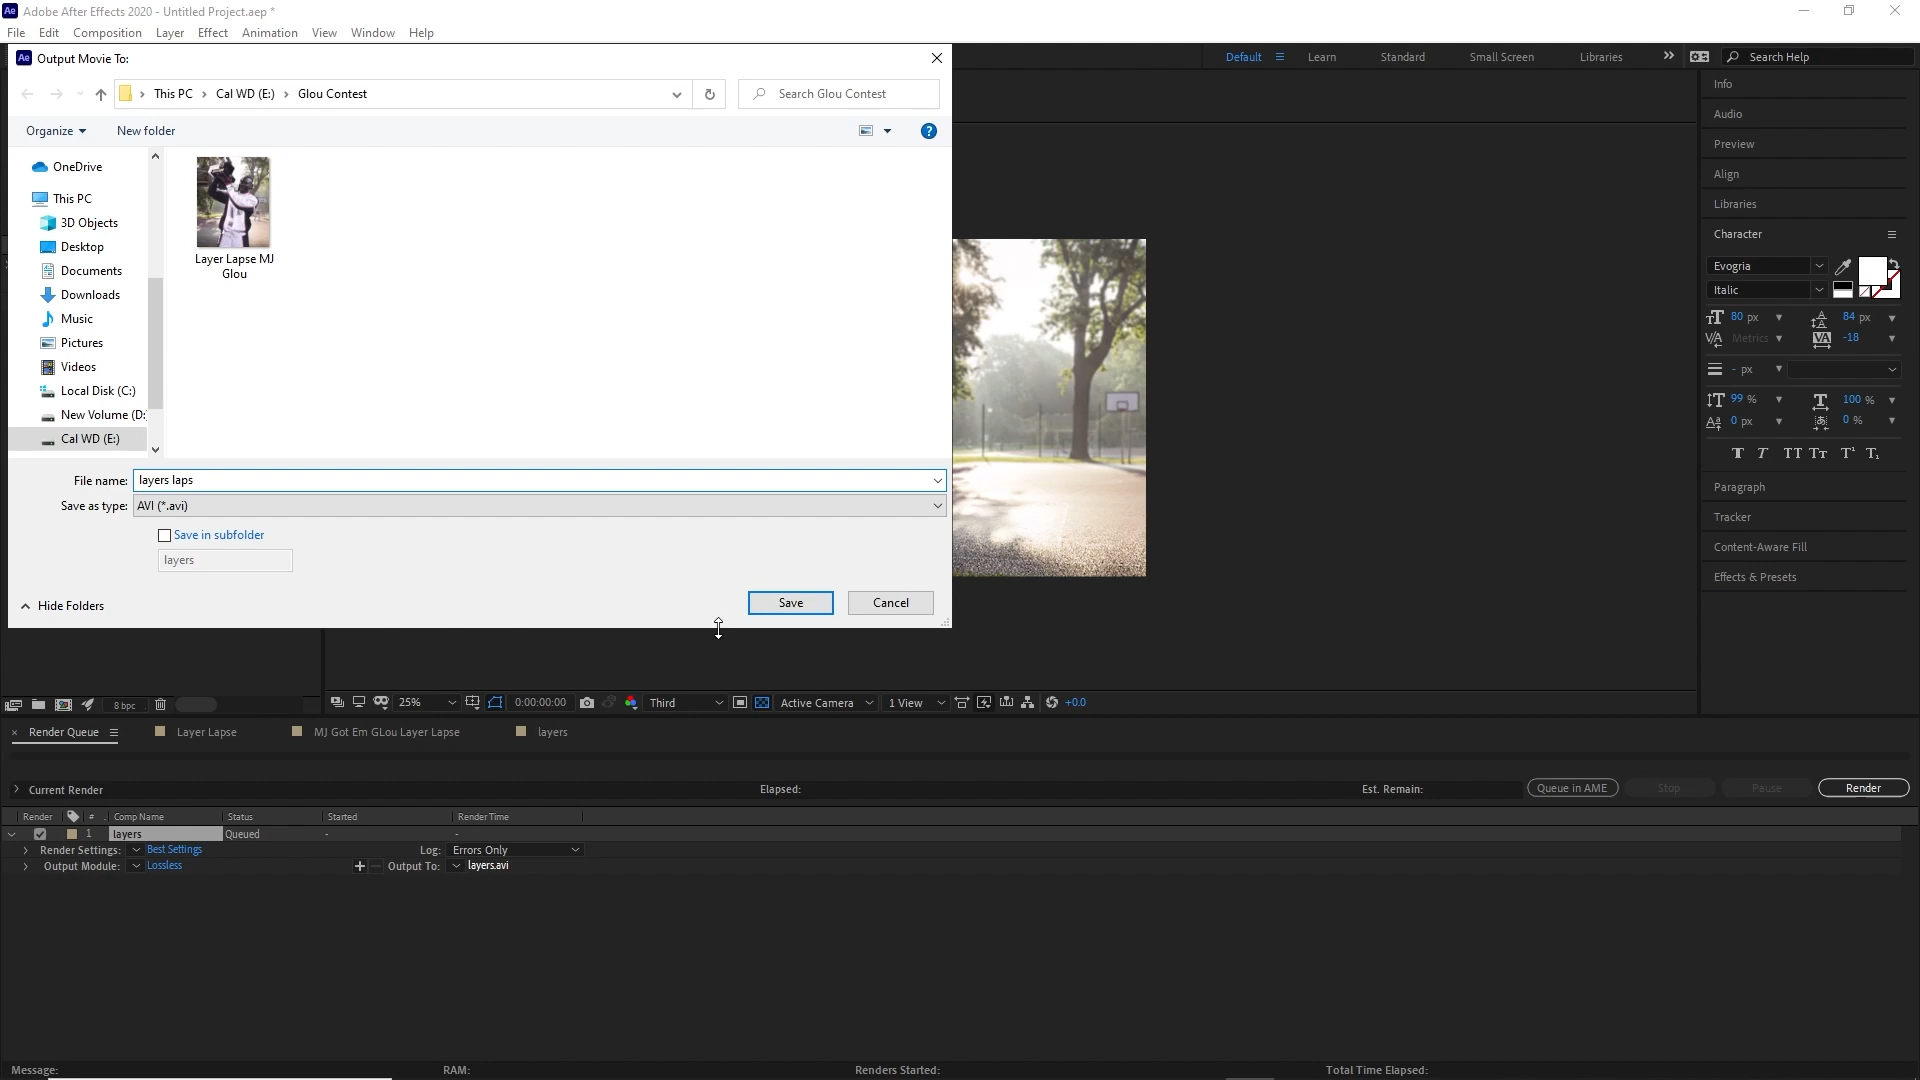 Ae Adobe After Effects 2020 - Untitled Project.aep *
File Edit Composition Layer Effect Animation View Window Help
Ae Output Movie To:
Default Learn Standard Small Screen Libraries Search Help
This PC > Cal WD (E:) > Glou Contest
Search Glou Contest
Organize New folder
OneDrive
This PC
3D Objects
Desktop
Documents
Downloads
Music
Pictures
Videos
Local Disk (C:)
New Volume (D:
Cal WD (E:)
Layer Lapse MJ
Glou
File name: layers laps
Save as type: AVI (*.avi)
Save in subfolder
layers
Hide Folders
Save
Cancel
Info
Audio
Preview
Align
Libraries
Character
Evogria
Italic
80 px 84 px
Metrics -18
- px
99 % 100 %
0 px 0 %
T T TT Tr T¹ T₁
Paragraph
Tracker
Content-Aware Fill
Effects & Presets
8 bpc
25% 0:00:00:00 Third Active Camera 1 View +0.0
× Render Queue Layer Lapse MJ Got Em GLou Layer Lapse layers
> Current Render Elapsed: Est. Remain: Queue in AME Stop Pause Render
Render # Comp Name Status Started Render Time
1 layers Queued - -
Render Settings: Best Settings Log: Errors Only
Output Module: Lossless + − Output To: layers.avi
Message: RAM: Renders Started: Total Time Elapsed: